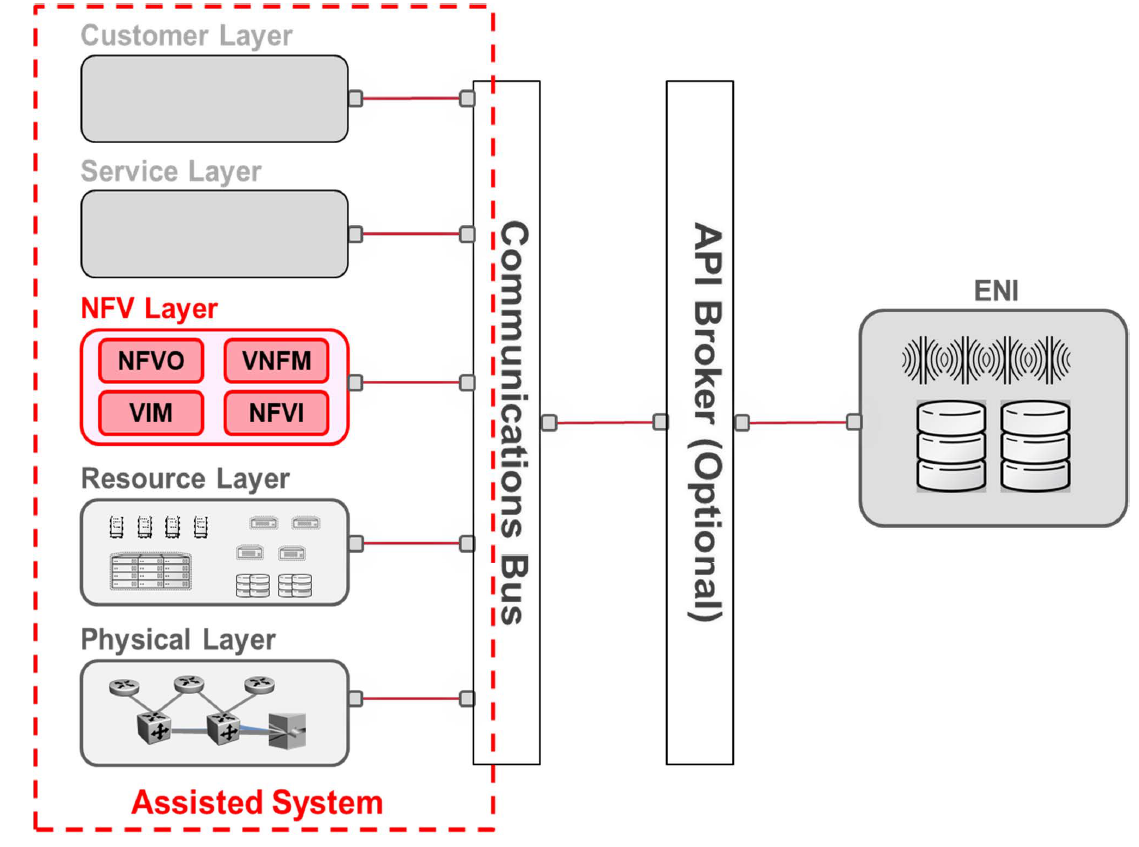 Customer Layer
Service Layer
NFV Layer
NFVO
VNFM
VIM
NFVI
Resource Layer
Physical Layer
Assisted System
Communications Bus
API Broker (Optional)
ENI